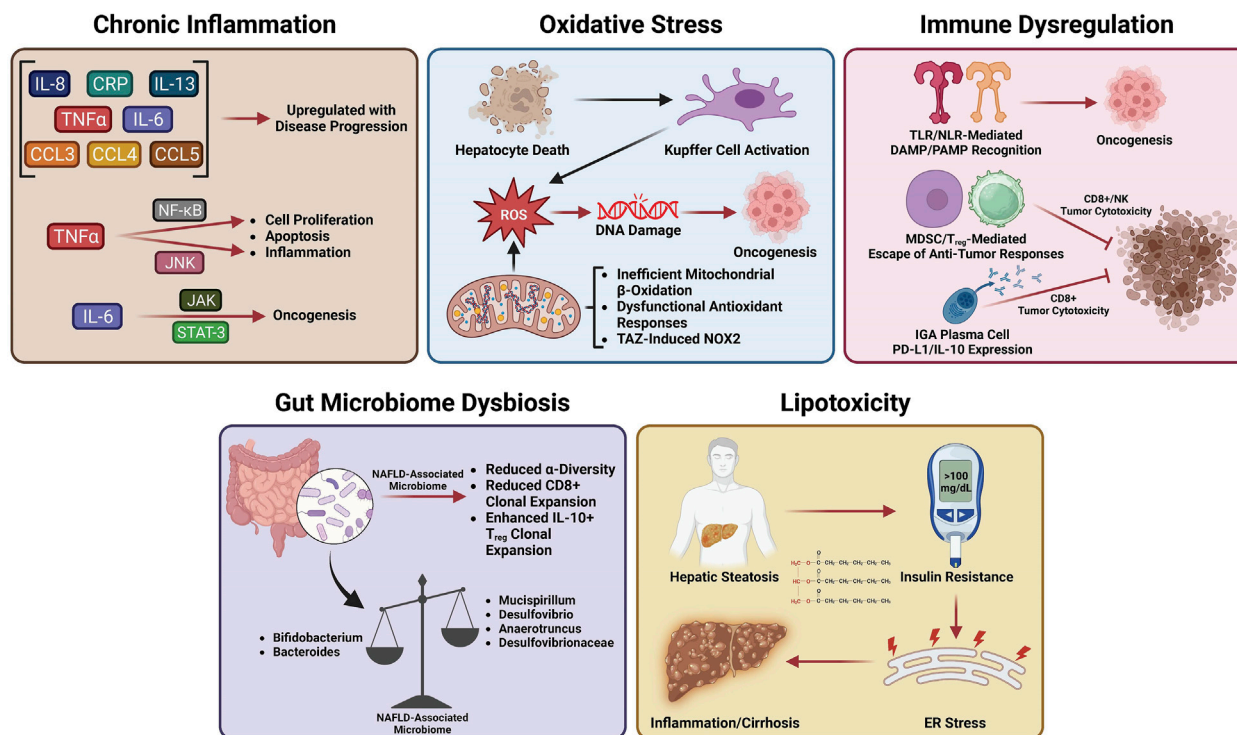 Chronic Inflammation
IL-8
CRP
IL-13
TNFα
IL-6
CCL3
CCL4
CCL5
Upregulated with
Disease Progression
TNFα
NF-κB
JNK
• Cell Proliferation
• Apoptosis
• Inflammation
IL-6
JAK
STAT-3
Oncogenesis
Oxidative Stress
Hepatocyte Death
Kupffer Cell Activation
ROS
DNA Damage
Oncogenesis
• Inefficient Mitochondrial
β-Oxidation
• Dysfunctional Antioxidant
Responses
• TAZ-Induced NOX2
Immune Dysregulation
TLR/NLR-Mediated
DAMP/PAMP Recognition
Oncogenesis
MDSC/Treg-Mediated
Escape of Anti-Tumor Responses
CD8+/NK
Tumor Cytotoxicity
IGA Plasma Cell
PD-L1/IL-10 Expression
CD8+
Tumor Cytotoxicity
Gut Microbiome Dysbiosis
NAFLD-Associated
Microbiome
• Reduced α-Diversity
• Reduced CD8+
Clonal Expansion
• Enhanced IL-10+
Treg Clonal
Expansion
• Bifidobacterium
• Bacteroides
• Mucispirillum
• Desulfovibrio
• Anaerotruncus
• Desulfovibrionaceae
NAFLD-Associated
Microbiome
Lipotoxicity
Hepatic Steatosis
>100
mg/dL
Insulin Resistance
Inflammation/Cirrhosis
ER Stress